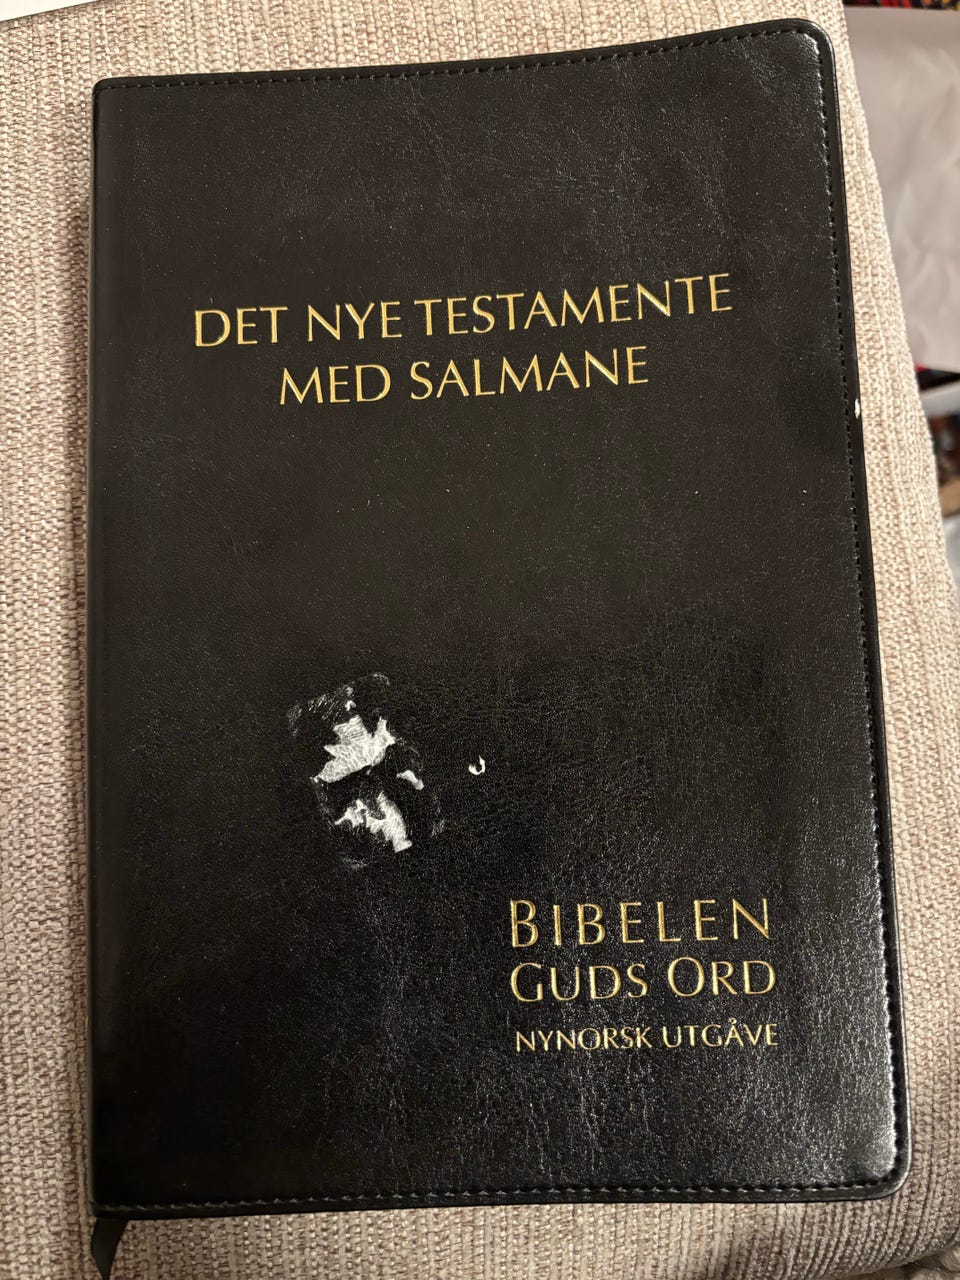 DET NYE TESTAMENTE
MED SALMANE
BIBELEN
GUDS ORD
NYNORSK UTGÅVE